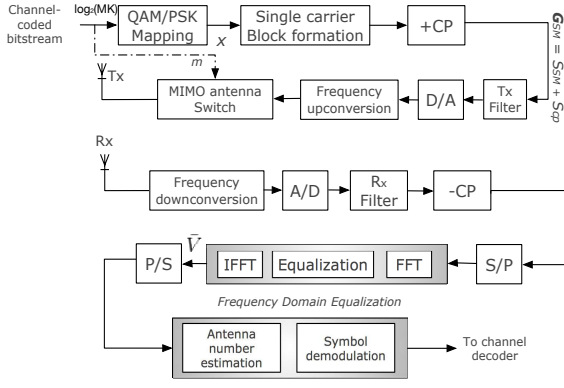 Channel-
coded
bitstream
log₂(MK)
QAM/PSK
Mapping
x
Single carrier
Block formation
+CP
G_SM = S_SM + S_cp
m
Tx
MIMO antenna
Switch
Frequency
upconversion
D/A
Tx
Filter
Rx
Frequency
downconversion
A/D
Rx
Filter
-CP
P/S
V̄
IFFT
Equalization
FFT
S/P
Frequency Domain Equalization
Antenna
number
estimation
Symbol
demodulation
To channel
decoder